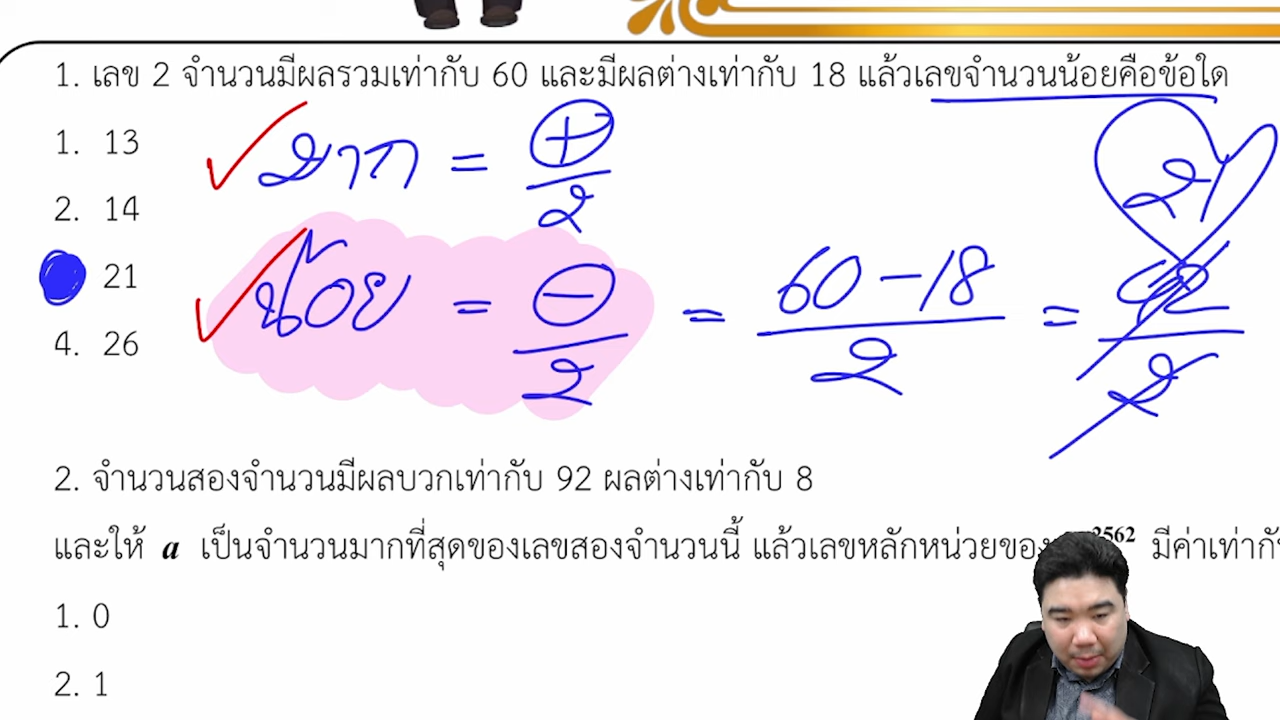 1. เลข 2 จำนวนมีผลรวมเท่ากับ 60 และมีผลต่างเท่ากับ 18 แล้วเลขจำนวนน้อยคือข้อใด
1. 13
มาก = +/2
2. 14
21
21
น้อย = −/2 = 60−18/2 = 42/2
4. 26
2. จำนวนสองจำนวนมีผลบวกเท่ากับ 92 ผลต่างเท่ากับ 8
และให้ a เป็นจำนวนมากที่สุดของเลขสองจำนวนนี้ แล้วเลขหลักหน่วยของ 2562 มีค่าเท่ากับ
1. 0
2. 1